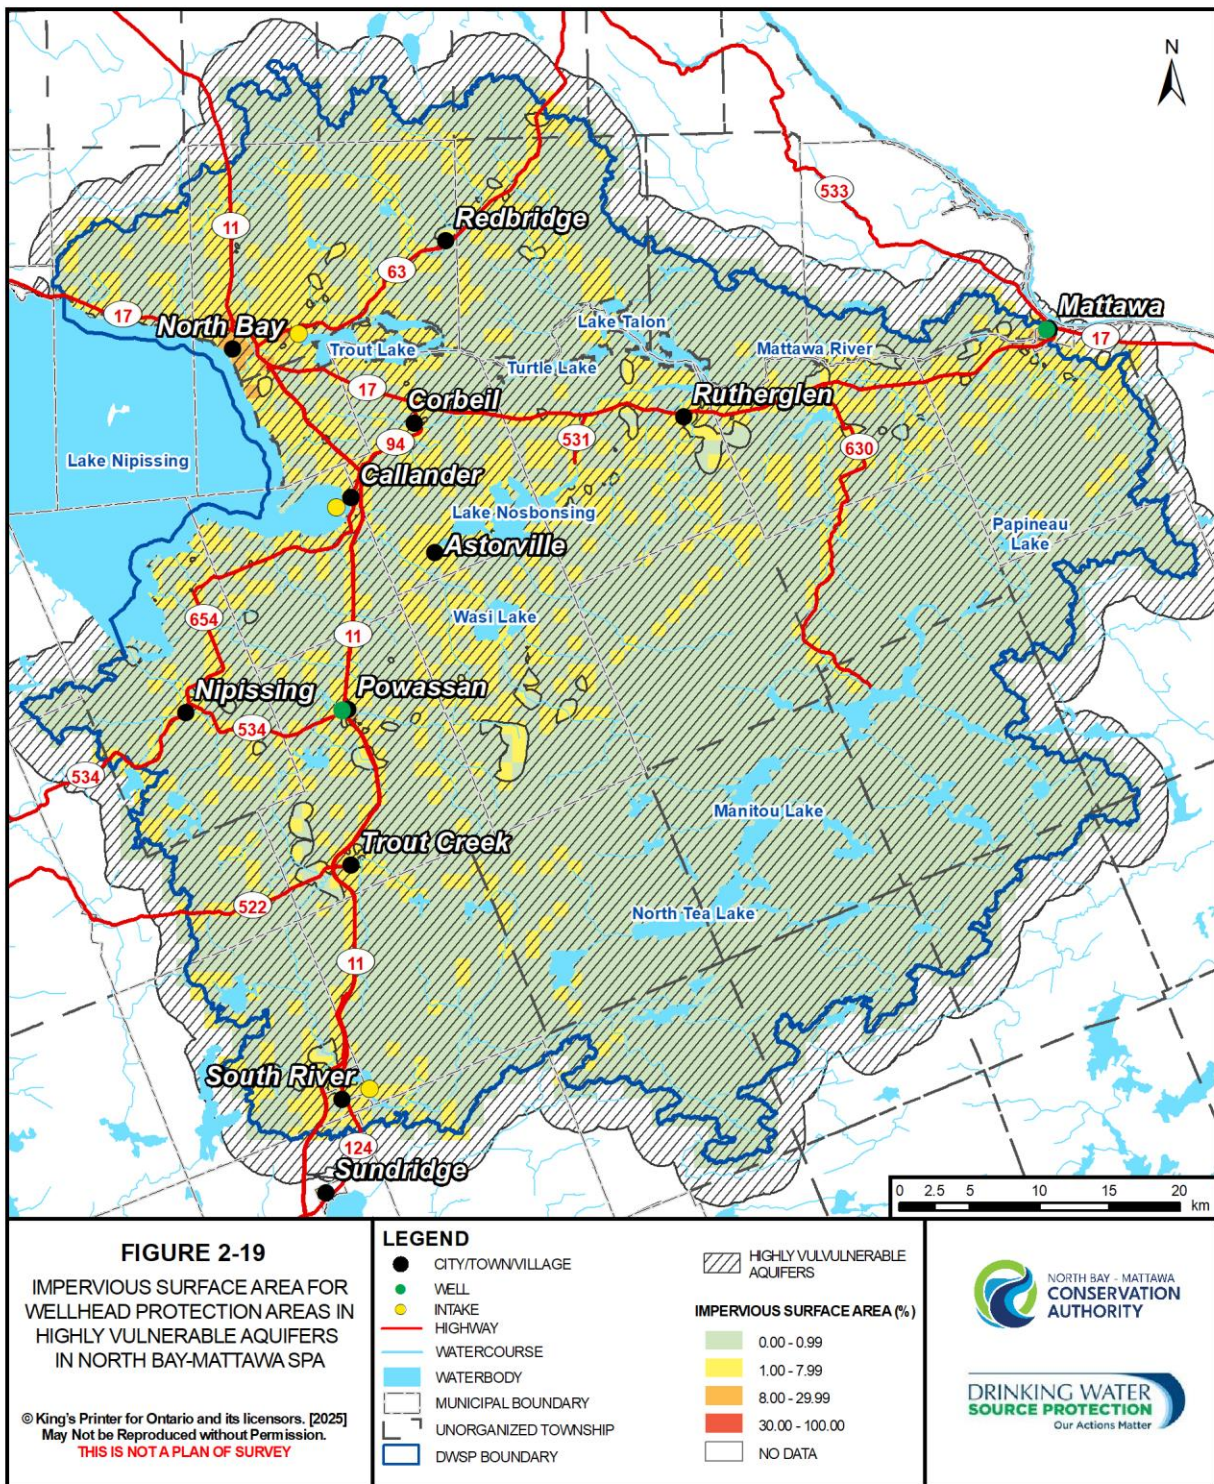 N
533
11
Redbridge
63
17
North Bay
Mattawa
17
Lake Talon
Trout Lake
Mattawa River
Turtle Lake
17
Corbeil
Rutherglen
94
531
630
Lake Nipissing
Callander
Lake Nosbonsing
Papineau
Lake
Astorville
654
Wasi Lake
11
Nipissing
Powassan
534
534
Manitou Lake
Trout Creek
522
North Tea Lake
11
South River
124
Sundridge
0 2.5 5 10 15 20
km
FIGURE 2-19
IMPERVIOUS SURFACE AREA FOR
WELLHEAD PROTECTION AREAS IN
HIGHLY VULNERABLE AQUIFERS
IN NORTH BAY-MATTAWA SPA
© King's Printer for Ontario and its licensors. [2025]
May Not be Reproduced without Permission.
THIS IS NOT A PLAN OF SURVEY
LEGEND
CITY/TOWN/VILLAGE
WELL
INTAKE
HIGHWAY
WATERCOURSE
WATERBODY
MUNICIPAL BOUNDARY
UNORGANIZED TOWNSHIP
DWSP BOUNDARY
HIGHLY VULVULNERABLE
AQUIFERS
IMPERVIOUS SURFACE AREA (%)
0.00 - 0.99
1.00 - 7.99
8.00 - 29.99
30.00 - 100.00
NO DATA
NORTH BAY - MATTAWA
CONSERVATION
AUTHORITY
DRINKING WATER
SOURCE PROTECTION
Our Actions Matter